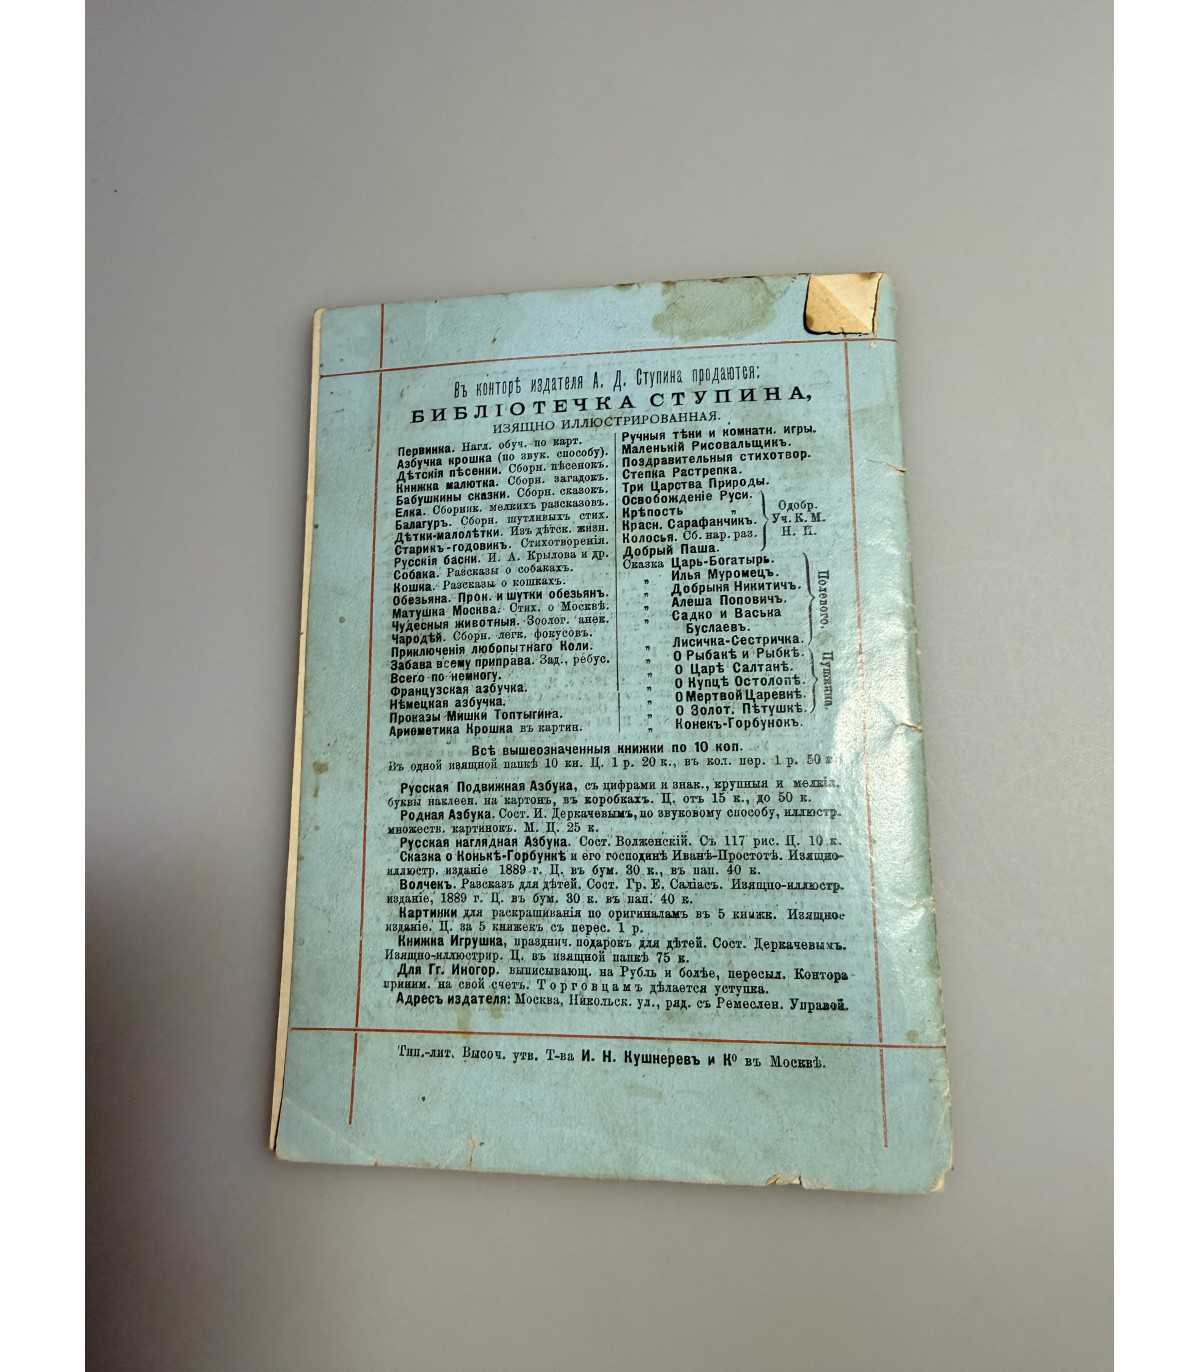 Въ конторѣ издателя А. Д. Ступина продаются:
БИБЛІОТЕЧКА СТУПИНА,
ИЗЯЩНО ИЛЛЮСТРИРОВАННАЯ.
Первинка. Нагл. обуч. по карт.
Азбучка крошка (по звук. способу).
Дѣтскія пѣсенки. Сборн. пѣсенокъ.
Книжка малютка. Сборн. загадокъ.
Бабушкины сказки. Сборн. сказокъ.
Елка. Сборник. мелкихъ разсказовъ.
Балагуръ. Сборн. шутливыхъ стих.
Дѣтки-малолѣтки. Изъ дѣтск. жизн.
Старикъ-годовикъ. Стихотворенія.
Русскія басни. И. А. Крылова и др.
Собака. Разсказы о собакахъ.
Кошка. Разсказы о кошкахъ.
Обезьяна. Прок. и шутки обезьянъ.
Матушка Москва. Стих. о Москвѣ.
Чудесныя животныя. Зоолог. анек.
Чародѣй. Сборн. легк. фокусовъ.
Приключенія любопытнаго Коли.
Забава всему приправа. Зад., ребус.
Всего по немногу.
Французская азбучка.
Нѣмецкая азбучка.
Проказы Мишки Топтыгина.
Ариѳметика Крошка въ картин.
Ручныя тѣни и комнатн. игры.
Маленькій Рисовальщикъ.
Поздравительныя стихотвор.
Степка Растрепка.
Три Царства Природы.
Освобожденіе Руси.
Крѣпость „
Красн. Сарафанчикъ.
Колосья. Сб. нар. раз.
Добрый Паша.
Одобр.
Уч. К. М.
Н. П.
Сказка Царь-Богатырь.
„ Илья Муромецъ.
„ Добрыня Никитичъ.
„ Алеша Поповичъ.
„ Садко и Васька
Буслаевъ.
„ Лисичка-Сестричка.
Полевого.
„ О Рыбакѣ и Рыбкѣ.
„ О Царѣ Салтанѣ.
„ О Купцѣ Остолопѣ.
„ О Мертвой Царевнѣ.
„ О Золот. Пѣтушкѣ.
Пушкина.
„ Конекъ-Горбунокъ.
Всѣ вышеозначенныя книжки по 10 коп.
Въ одной изящной папкѣ 10 кн. Ц. 1 р. 20 к., въ кол. пер. 1 р. 50 к.
Русская Подвижная Азбука, съ цифрами и знак., крупныя и мелкія
буквы наклеен. на картонъ, въ коробкахъ. Ц. отъ 15 к., до 50 к.
Родная Азбука. Сост. И. Деркачевымъ, по звуковому способу, иллюстр.
множеств. картинокъ. М. Ц. 25 к.
Русская наглядная Азбука. Сост. Волженскій. Съ 117 рис. Ц. 10 к.
Сказка о Конькѣ-Горбункѣ и его господинѣ Иванѣ-Простотѣ. Изящно-
иллюстр. изданіе 1889 г. Ц. въ бум. 30 к., въ пап. 40 к.
Волчекъ. Разсказъ для дѣтей. Сост. Гр. Е. Саліасъ. Изящно-иллюстр.
изданіе, 1889 г. Ц. въ бум. 30 к. въ пап. 40 к.
Картинки для раскрашиванія по оригиналамъ въ 5 книжк. Изящное
изданіе. Ц. за 5 книжекъ съ перес. 1 р.
Книжка Игрушка, празднич. подарокъ для дѣтей. Сост. Деркачевымъ.
Изящно-иллюстрир. Ц. въ изящной папкѣ 75 к.
Для Гг. Иногор. выписывающ. на Рубль и болѣе, пересыл. Контора
приним. на свой счетъ. Торговцамъ дѣлается уступка.
Адресъ издателя: Москва, Никольск. ул., ряд. съ Ремеслен. Управой.
Тип.-лит. Высоч. утв. Т-ва И. Н. Кушнеревъ и Кº въ Москвѣ.